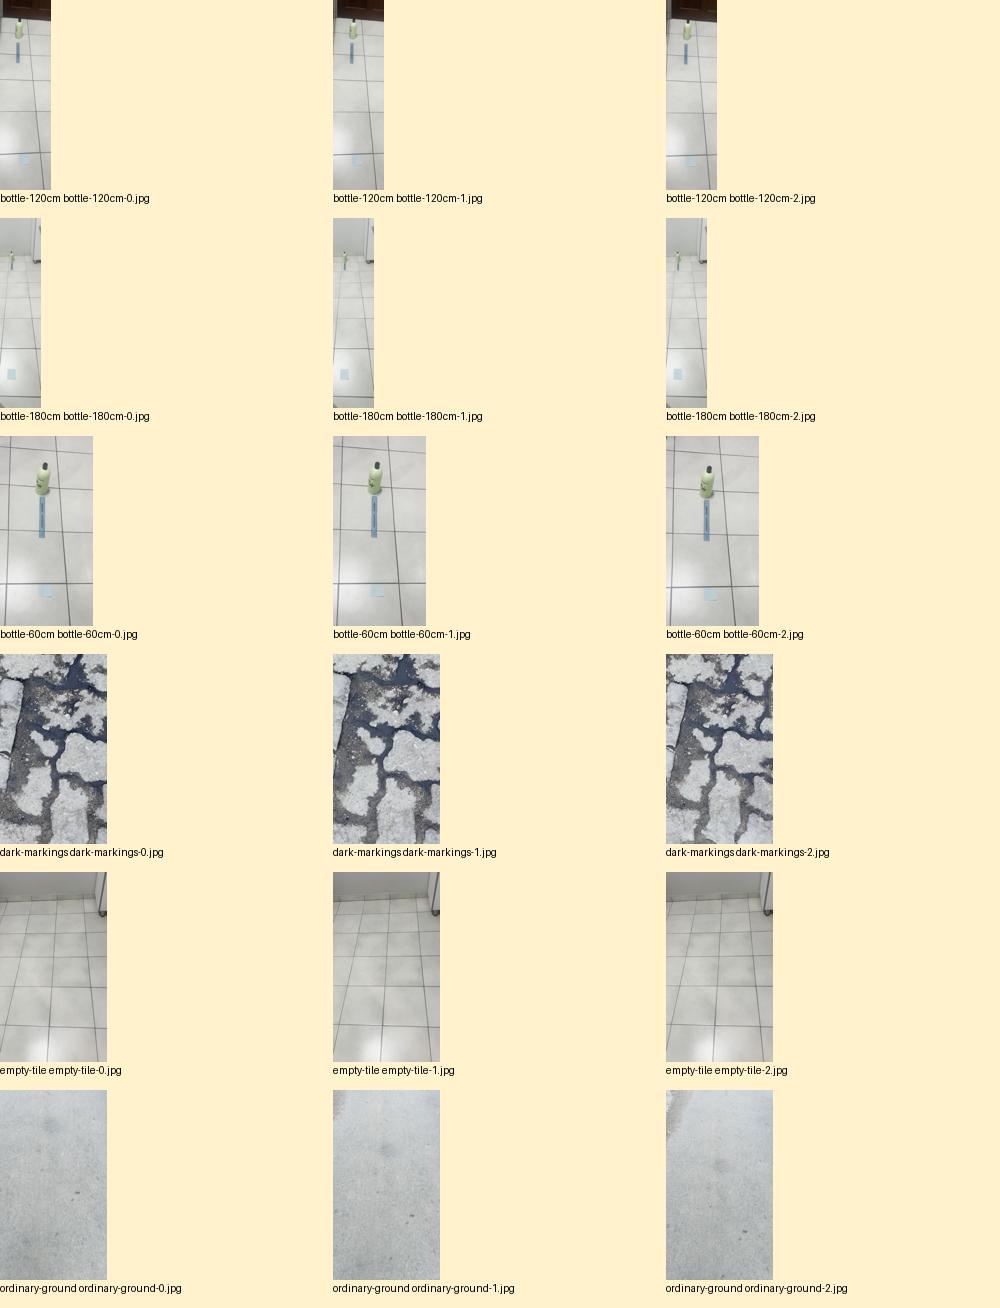 bottle-120cm bottle-120cm-0.jpg
bottle-120cm bottle-120cm-1.jpg
bottle-120cm bottle-120cm-2.jpg
bottle-180cm bottle-180cm-0.jpg
bottle-180cm bottle-180cm-1.jpg
bottle-180cm bottle-180cm-2.jpg
bottle-60cm bottle-60cm-0.jpg
bottle-60cm bottle-60cm-1.jpg
bottle-60cm bottle-60cm-2.jpg
dark-markings dark-markings-0.jpg
dark-markings dark-markings-1.jpg
dark-markings dark-markings-2.jpg
empty-tile empty-tile-0.jpg
empty-tile empty-tile-1.jpg
empty-tile empty-tile-2.jpg
ordinary-ground ordinary-ground-0.jpg
ordinary-ground ordinary-ground-1.jpg
ordinary-ground ordinary-ground-2.jpg